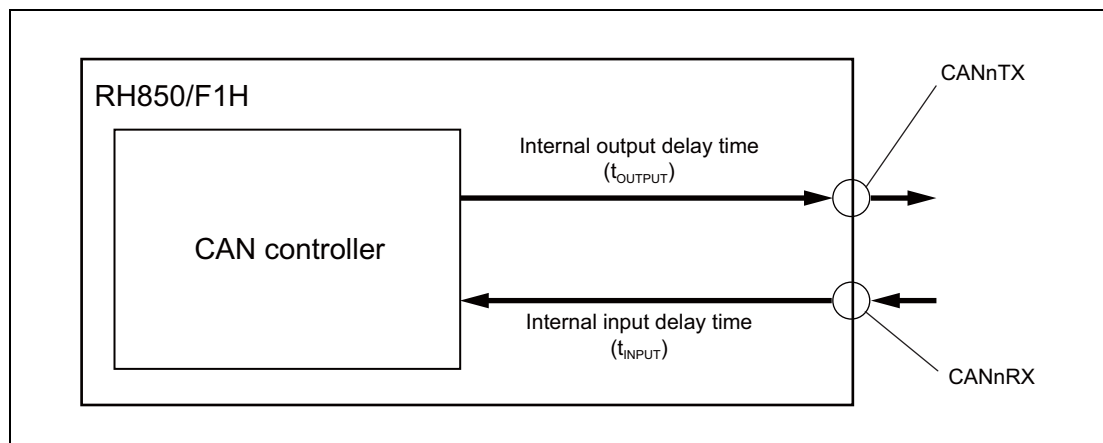 RH850/F1H
CANnTX
Internal output delay time
(tOUTPUT)
CAN controller
Internal input delay time
(tINPUT)
CANnRX